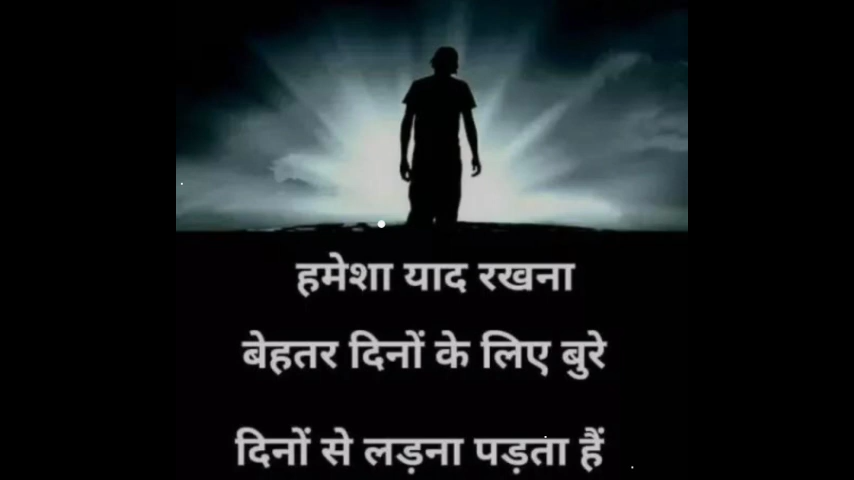 हमेशा याद रखना
बेहतर दिनों के लिए बुरे
दिनों से लड़ना पड़ता हैं